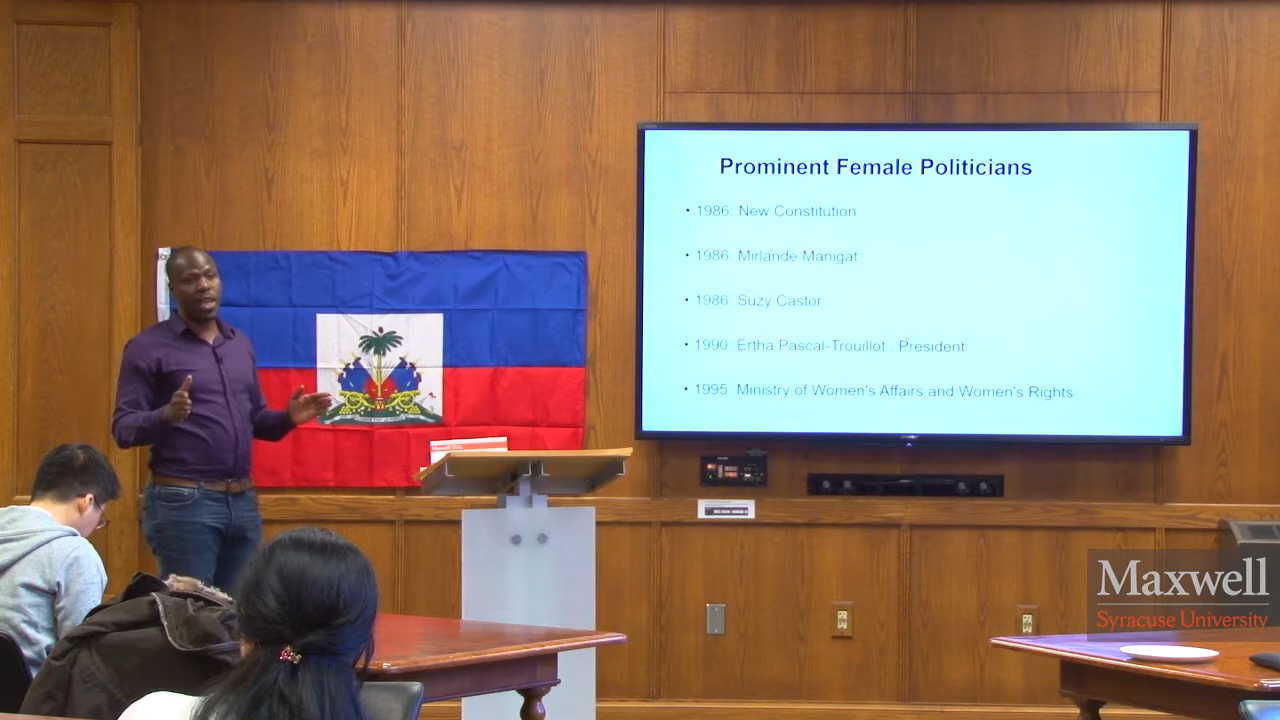 Prominent Female Politicians
• 1986: New Constitution
• 1986: Mirlande Manigat
• 1986: Suzy Castor
• 1990: Ertha Pascal-Trouillot . President
• 1995: Ministry of Women's Affairs and Women's Rights
Maxwell
Syracuse University